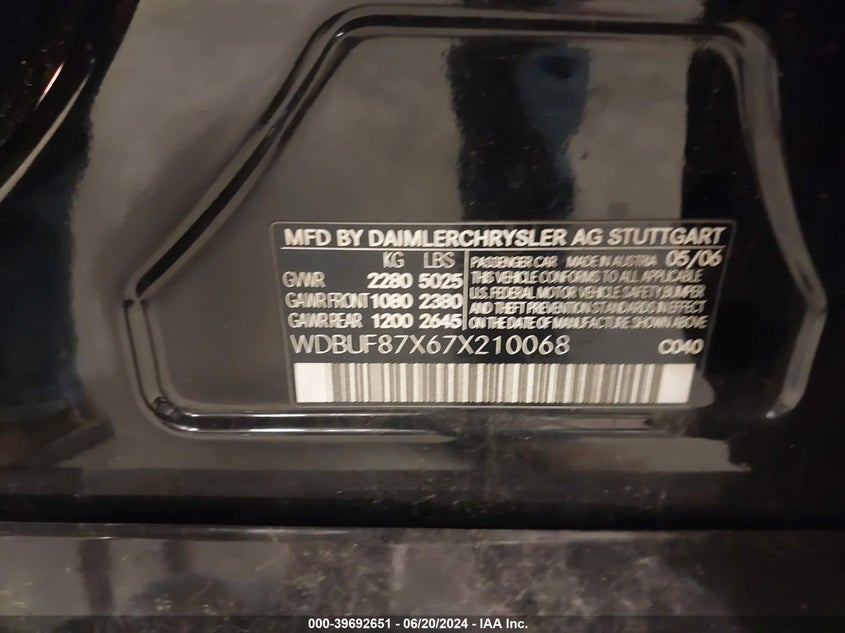 MFD BY DAIMLERCHRYSLER AG STUTTGART
KG LBS PASSENGER CAR MADE IN AUSTRIA 05/06
GVWR 2280 5025 THIS VEHICLE CONFORMS TO ALL APPLICABLE
GAWR FRONT 1080 2380 U.S. FEDERAL MOTOR VEHICLE SAFETY, BUMPER
AND THEFT PREVENTION STANDARDS IN EFFECT
GAWR REAR 1200 2645 ON THE DATE OF MANUFACTURE SHOWN ABOVE
WDBUF87X67X210068 C040
000-39692651 - 06/20/2024 - IAA Inc.